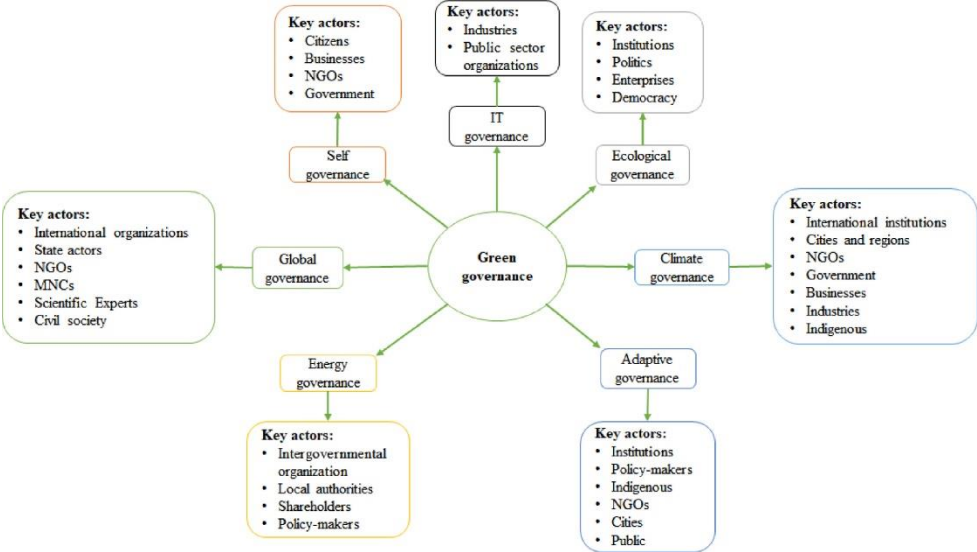 Key actors:
• Citizens
• Businesses
• NGOs
• Government
Self
governance
Key actors:
• Industries
• Public sector
organizations
IT
governance
Key actors:
• Institutions
• Politics
• Enterprises
• Democracy
Ecological
governance
Key actors:
• International organizations
• State actors
• NGOs
• MNCs
• Scientific Experts
• Civil society
Global
governance
Green
governance
Climate
governance
Key actors:
• International institutions
• Cities and regions
• NGOs
• Government
• Businesses
• Industries
• Indigenous
Energy
governance
Key actors:
• Intergovernmental
organization
• Local authorities
• Shareholders
• Policy-makers
Adaptive
governance
Key actors:
• Institutions
• Policy-makers
• Indigenous
• NGOs
• Cities
• Public